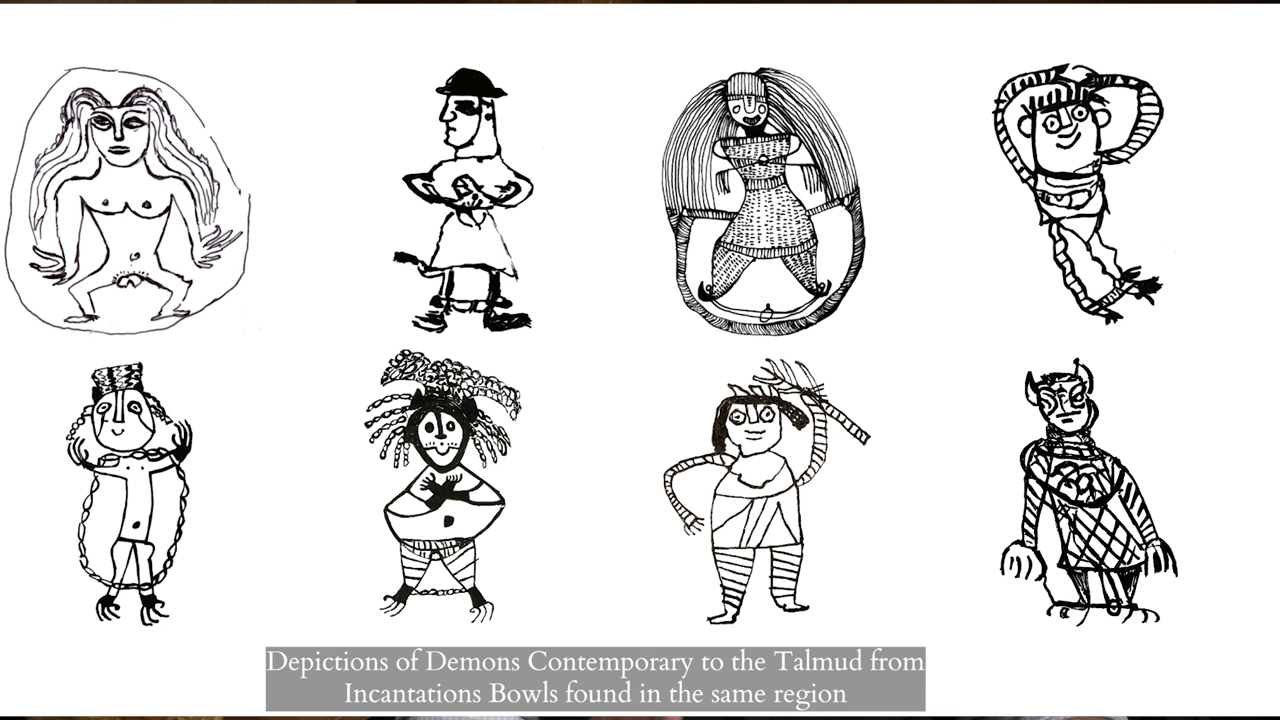 Depictions of Demons Contemporary to the Talmud from
Incantations Bowls found in the same region